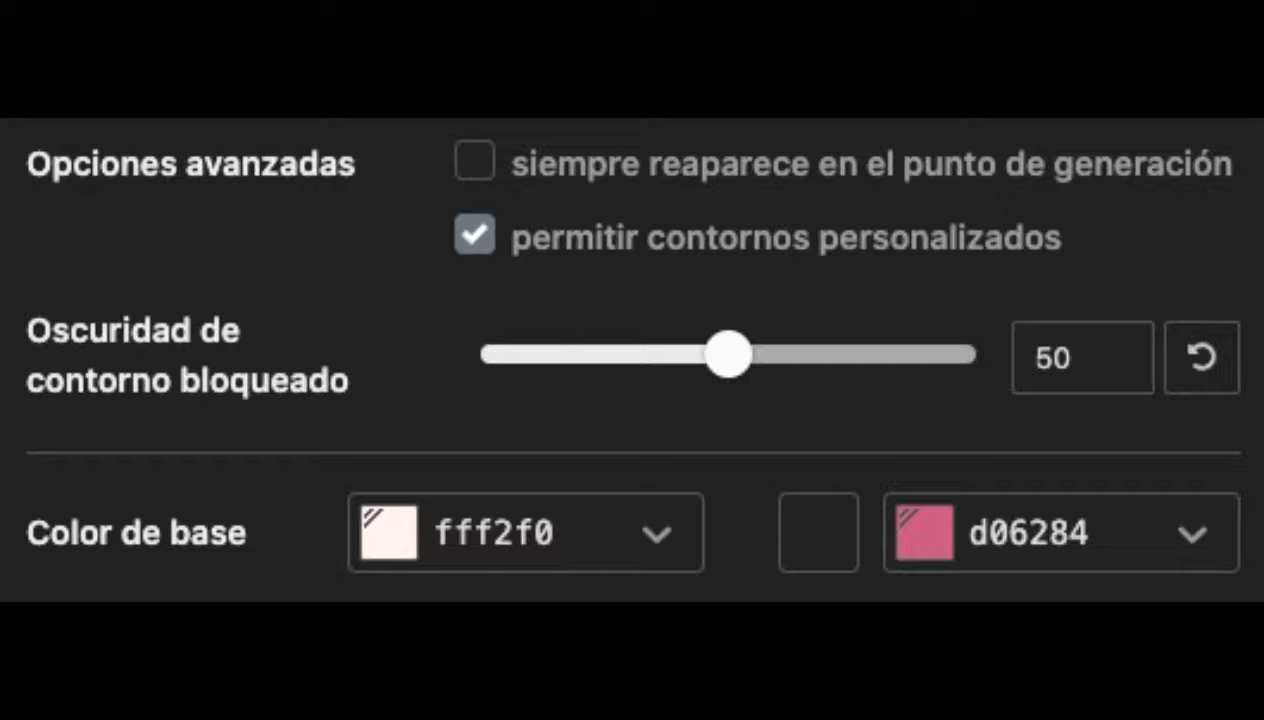 Opciones avanzadas
siempre reaparece en el punto de generación
permitir contornos personalizados
Oscuridad de
contorno bloqueado
50
Color de base
fff2f0
d06284